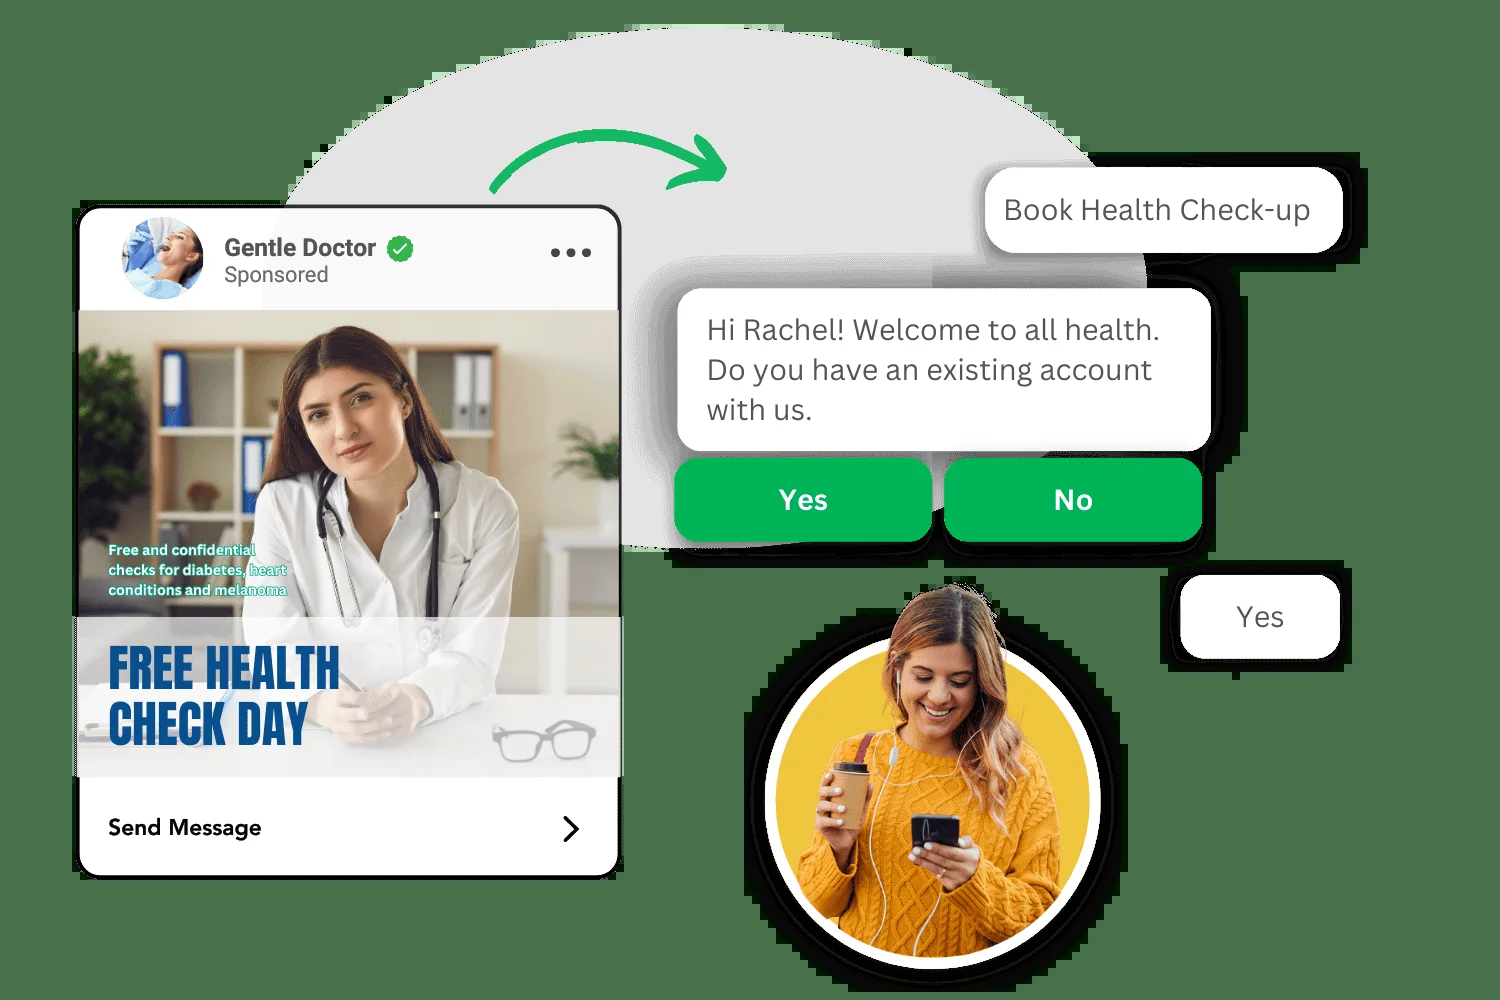 Gentle Doctor
Sponsored
Free and confidential
checks for diabetes, heart
conditions and melanoma
FREE HEALTH
CHECK DAY
Send Message
Book Health Check-up
Hi Rachel! Welcome to all health.
Do you have an existing account
with us.
Yes
No
Yes